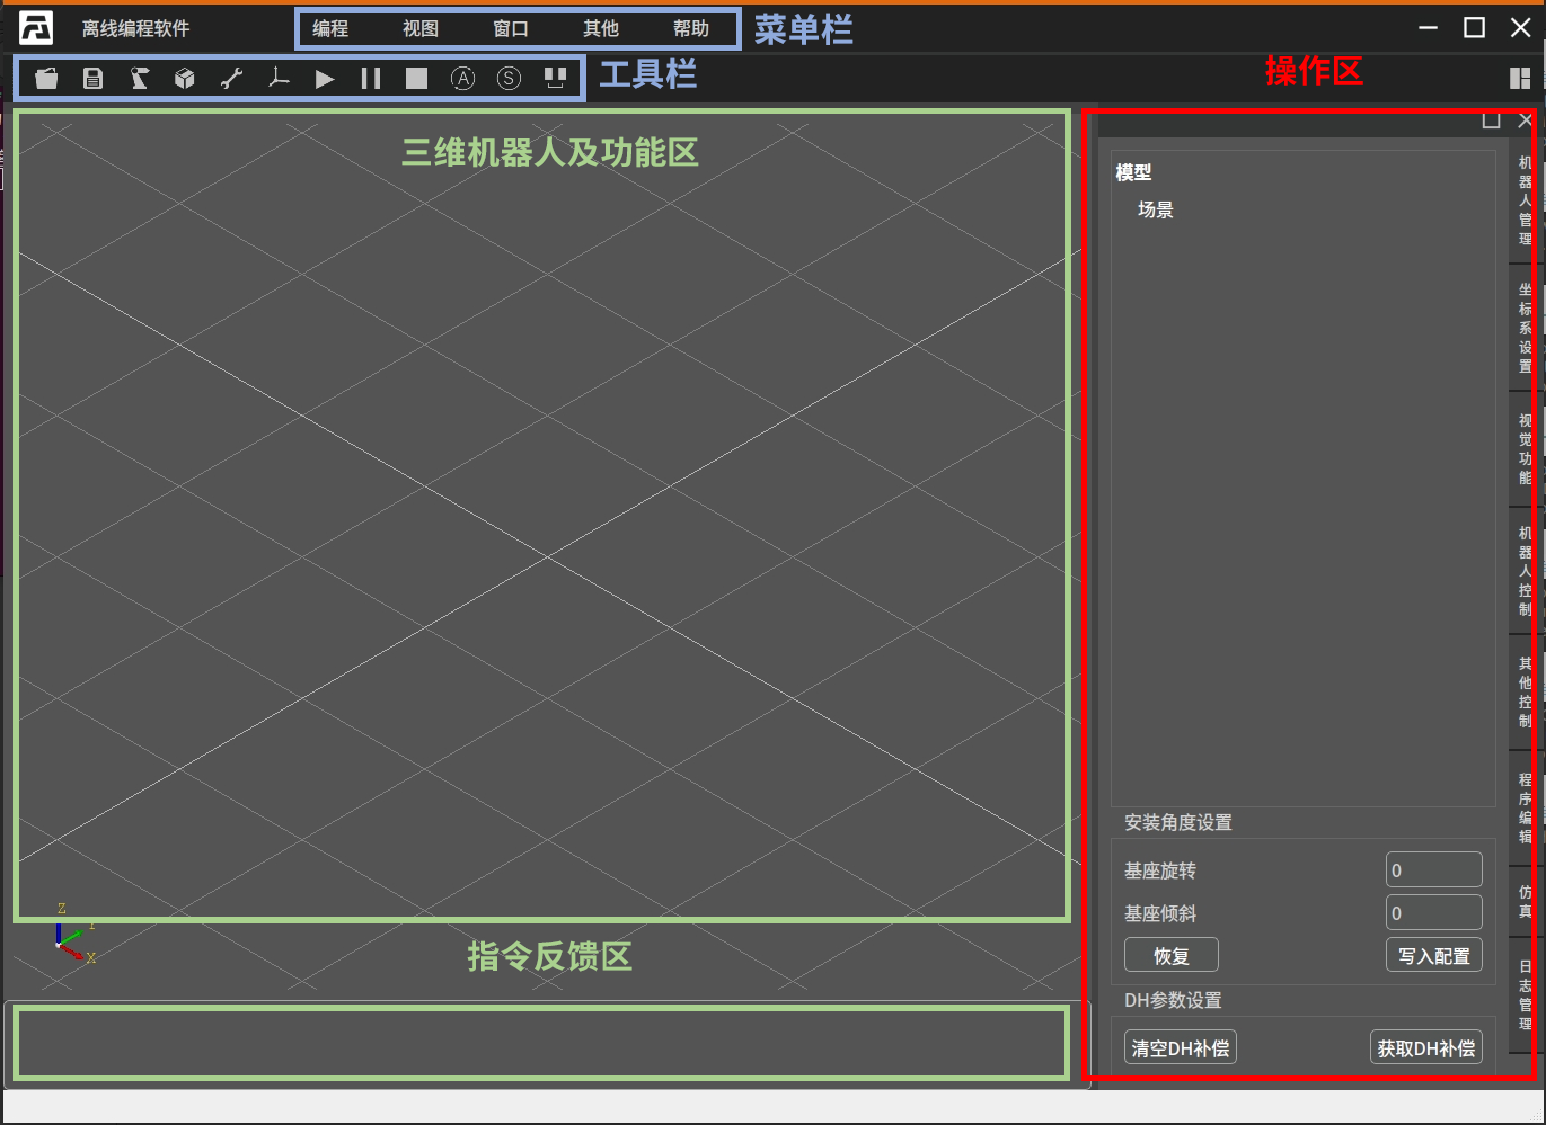 离线编程软件
编程 视图 窗口 其他 帮助
菜单栏
工具栏
操作区
A
S
三维机器人及功能区
模型
场景
机器人管理
坐标系设置
视觉功能
机器人控制
其他控制
程序编辑
仿真
日志管理
安装角度设置
基座旋转 0
基座倾斜 0
恢复 写入配置
DH参数设置
清空DH补偿 获取DH补偿
Z
X
指令反馈区